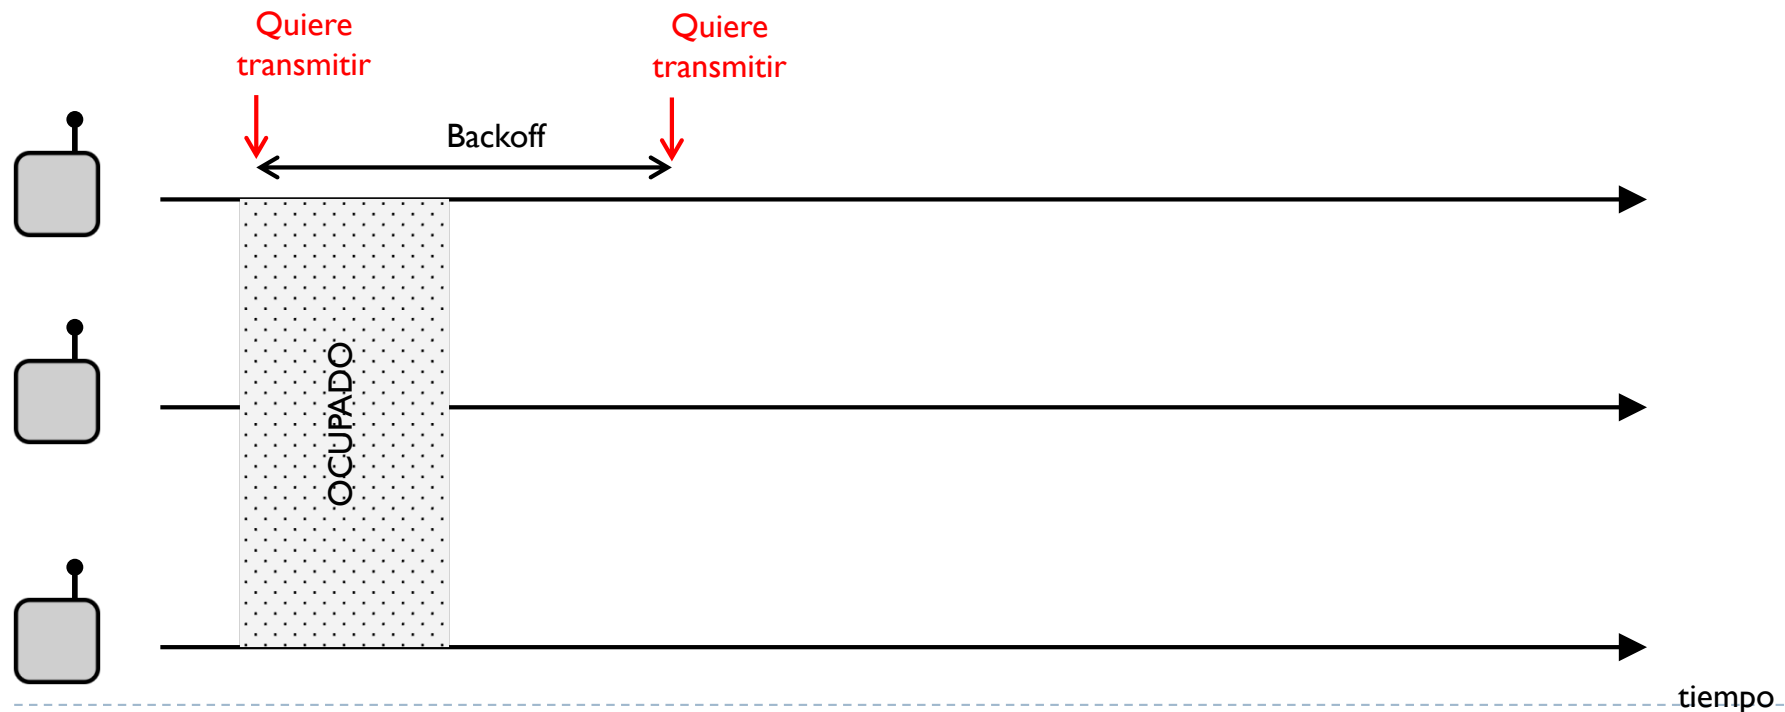 Quiere
transmitir
Quiere
transmitir
Backoff
OCUPADO
tiempo